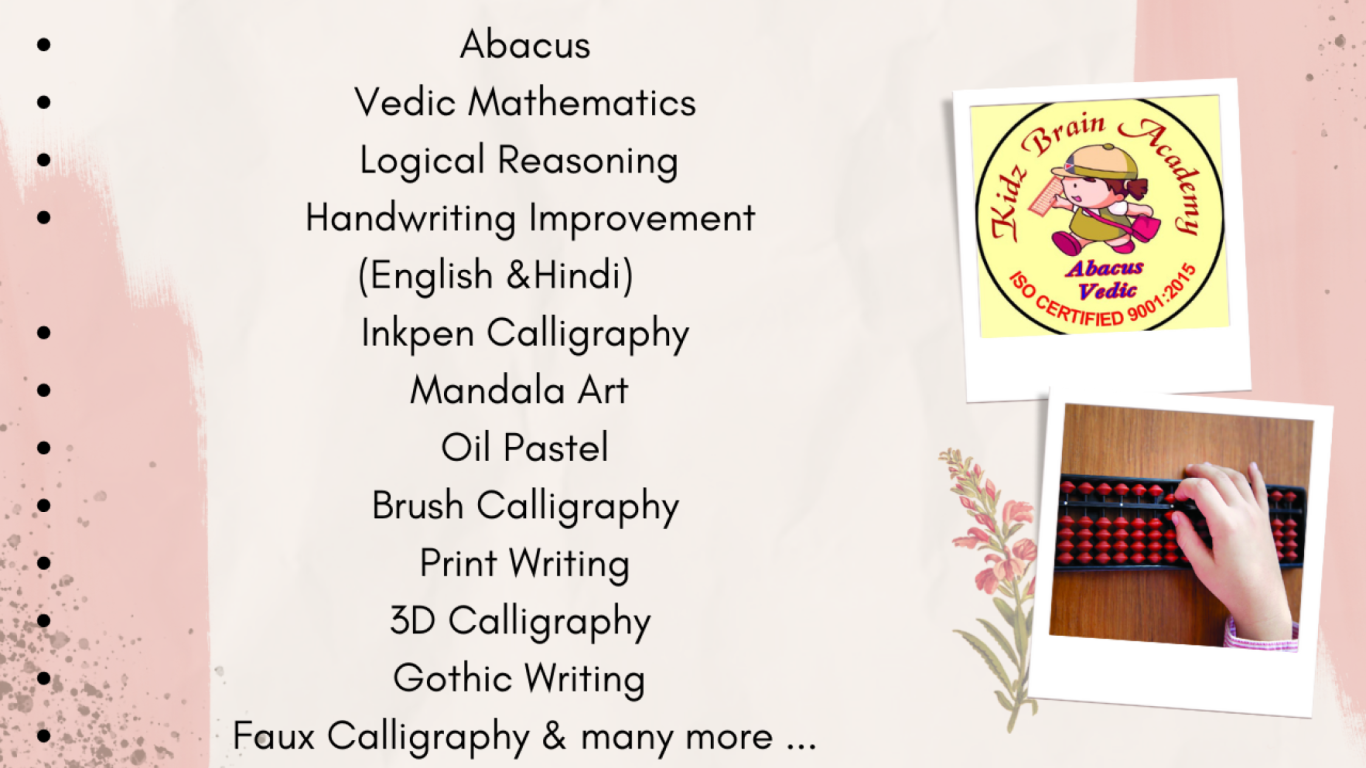 • Abacus
• Vedic Mathematics
• Logical Reasoning
• Handwriting Improvement
(English &Hindi)
• Inkpen Calligraphy
• Mandala Art
• Oil Pastel
• Brush Calligraphy
• Print Writing
• 3D Calligraphy
• Gothic Writing
• Faux Calligraphy & many more ...
Kidz Brain Academy
Abacus
Vedic
ISO CERTIFIED 9001:2015